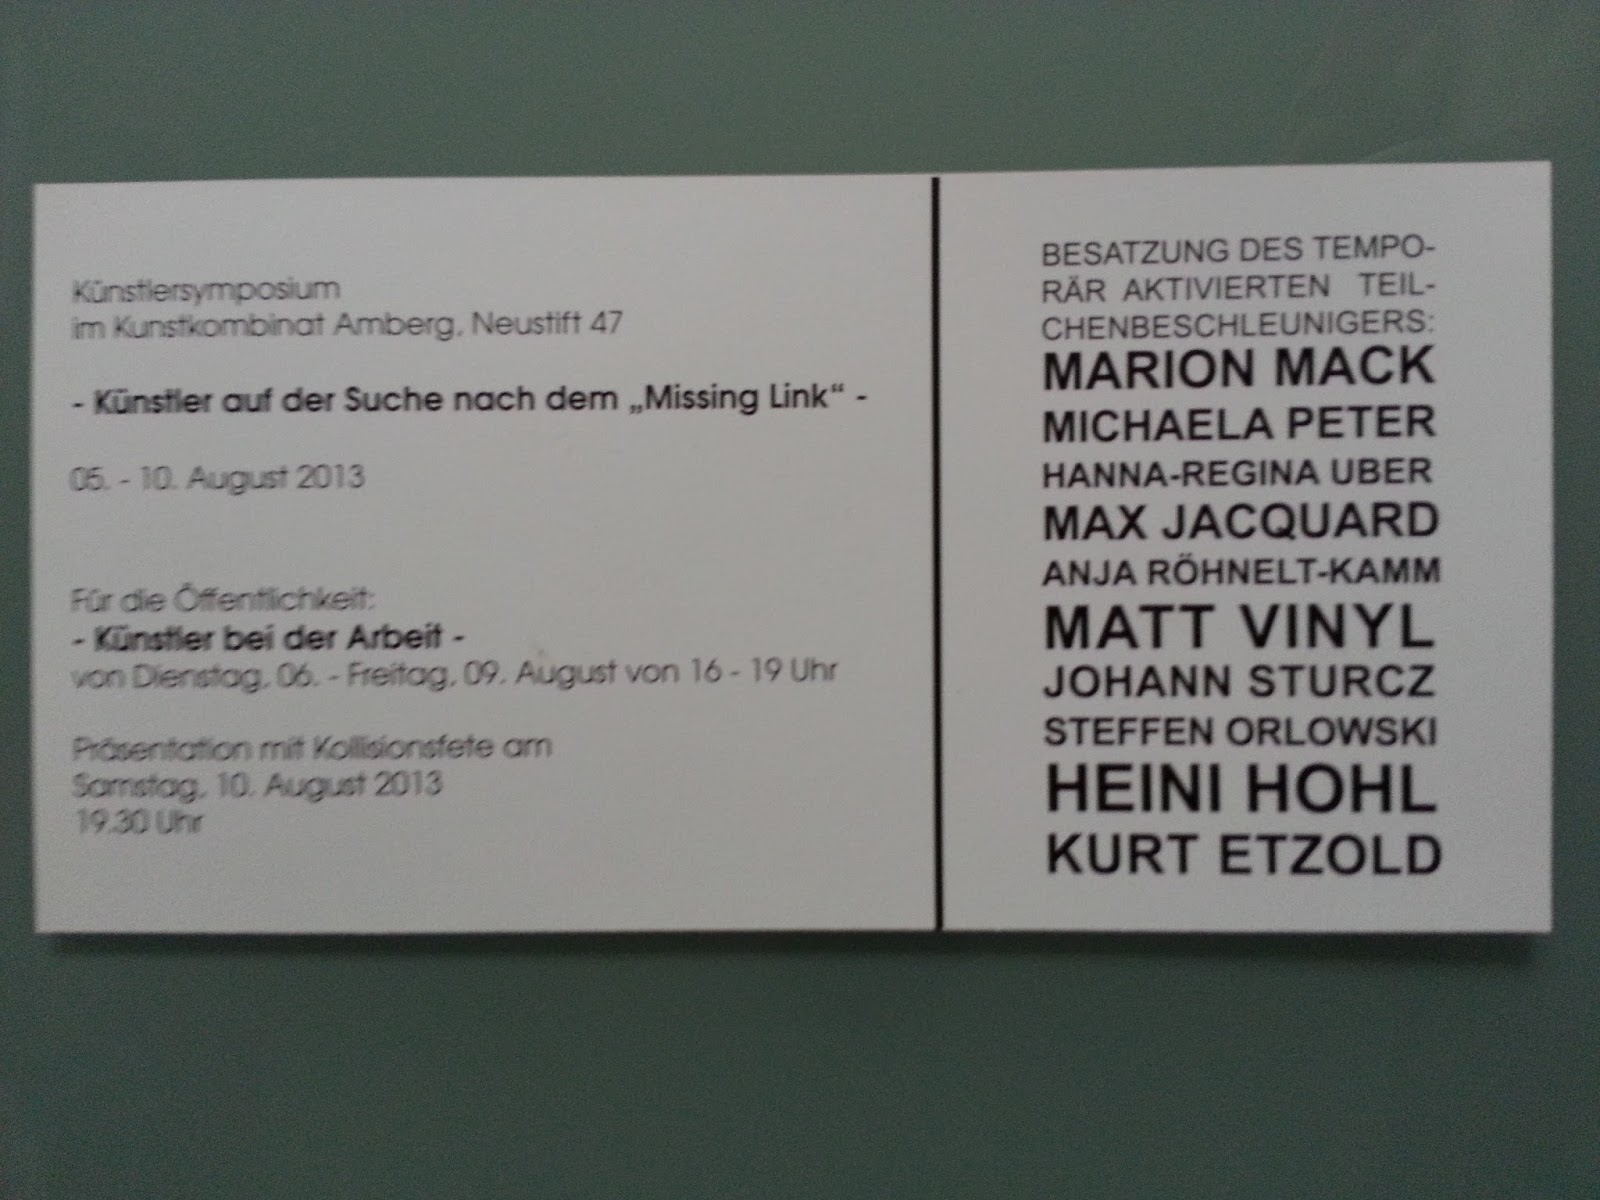 Künstlersymposium
im Kunstkombinat Amberg, Neustift 47
- Künstler auf der Suche nach dem „Missing Link“ -
05. - 10. August 2013
Für die Öffentlichkeit:
- Künstler bei der Arbeit -
von Dienstag, 06. - Freitag, 09. August von 16 - 19 Uhr
Präsentation mit Kollisionsfete am
Samstag, 10. August 2013
19.30 Uhr
BESATZUNG DES TEMPO-
RÄR AKTIVIERTEN TEIL-
CHENBESCHLEUNIGERS:
MARION MACK
MICHAELA PETER
HANNA-REGINA UBER
MAX JACQUARD
ANJA RÖHNELT-KAMM
MATT VINYL
JOHANN STURCZ
STEFFEN ORLOWSKI
HEINI HOHL
KURT ETZOLD